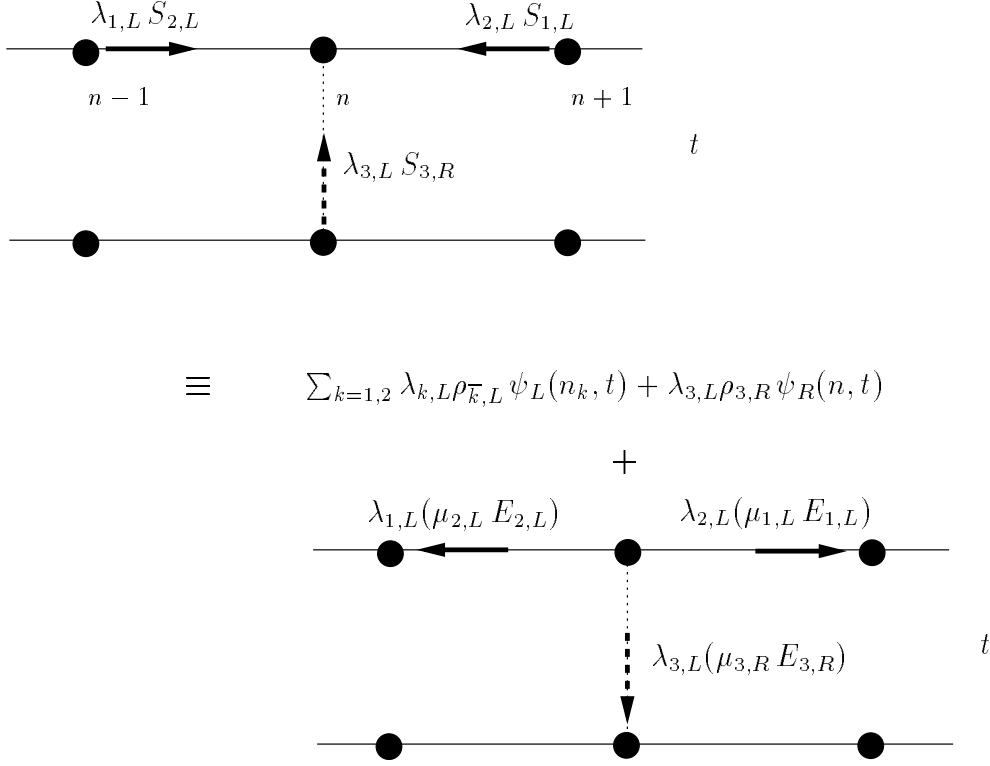 λ_{1,L} S_{2,L} λ_{2,L} S_{1,L}
n − 1 n n + 1
t
λ_{3,L} S_{3,R}
≡ ∑_{k=1,2} λ_{k,L} ρ_{\overline{k},L} ψ_L(n_k, t) + λ_{3,L} ρ_{3,R} ψ_R(n, t)
+
λ_{1,L}(μ_{2,L} E_{2,L}) λ_{2,L}(μ_{1,L} E_{1,L})
t
λ_{3,L}(μ_{3,R} E_{3,R})